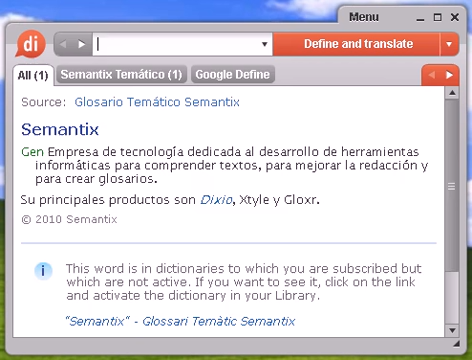 Menu
di
Define and translate
All (1) Semantix Temático (1) Google Define
Source: Glosario Temático Semantix
Semantix
Gen Empresa de tecnología dedicada al desarrollo de herramientas
informáticas para comprender textos, para mejorar la redacción y
para crear glosarios.
Su principales productos son Dixio, Xtyle y Gloxr.
© 2010 Semantix
i
This word is in dictionaries to which you are subscribed but
which are not active. If you want to see it, click on the link
and activate the dictionary in your Library.
"Semantix" - Glossari Temàtic Semantix